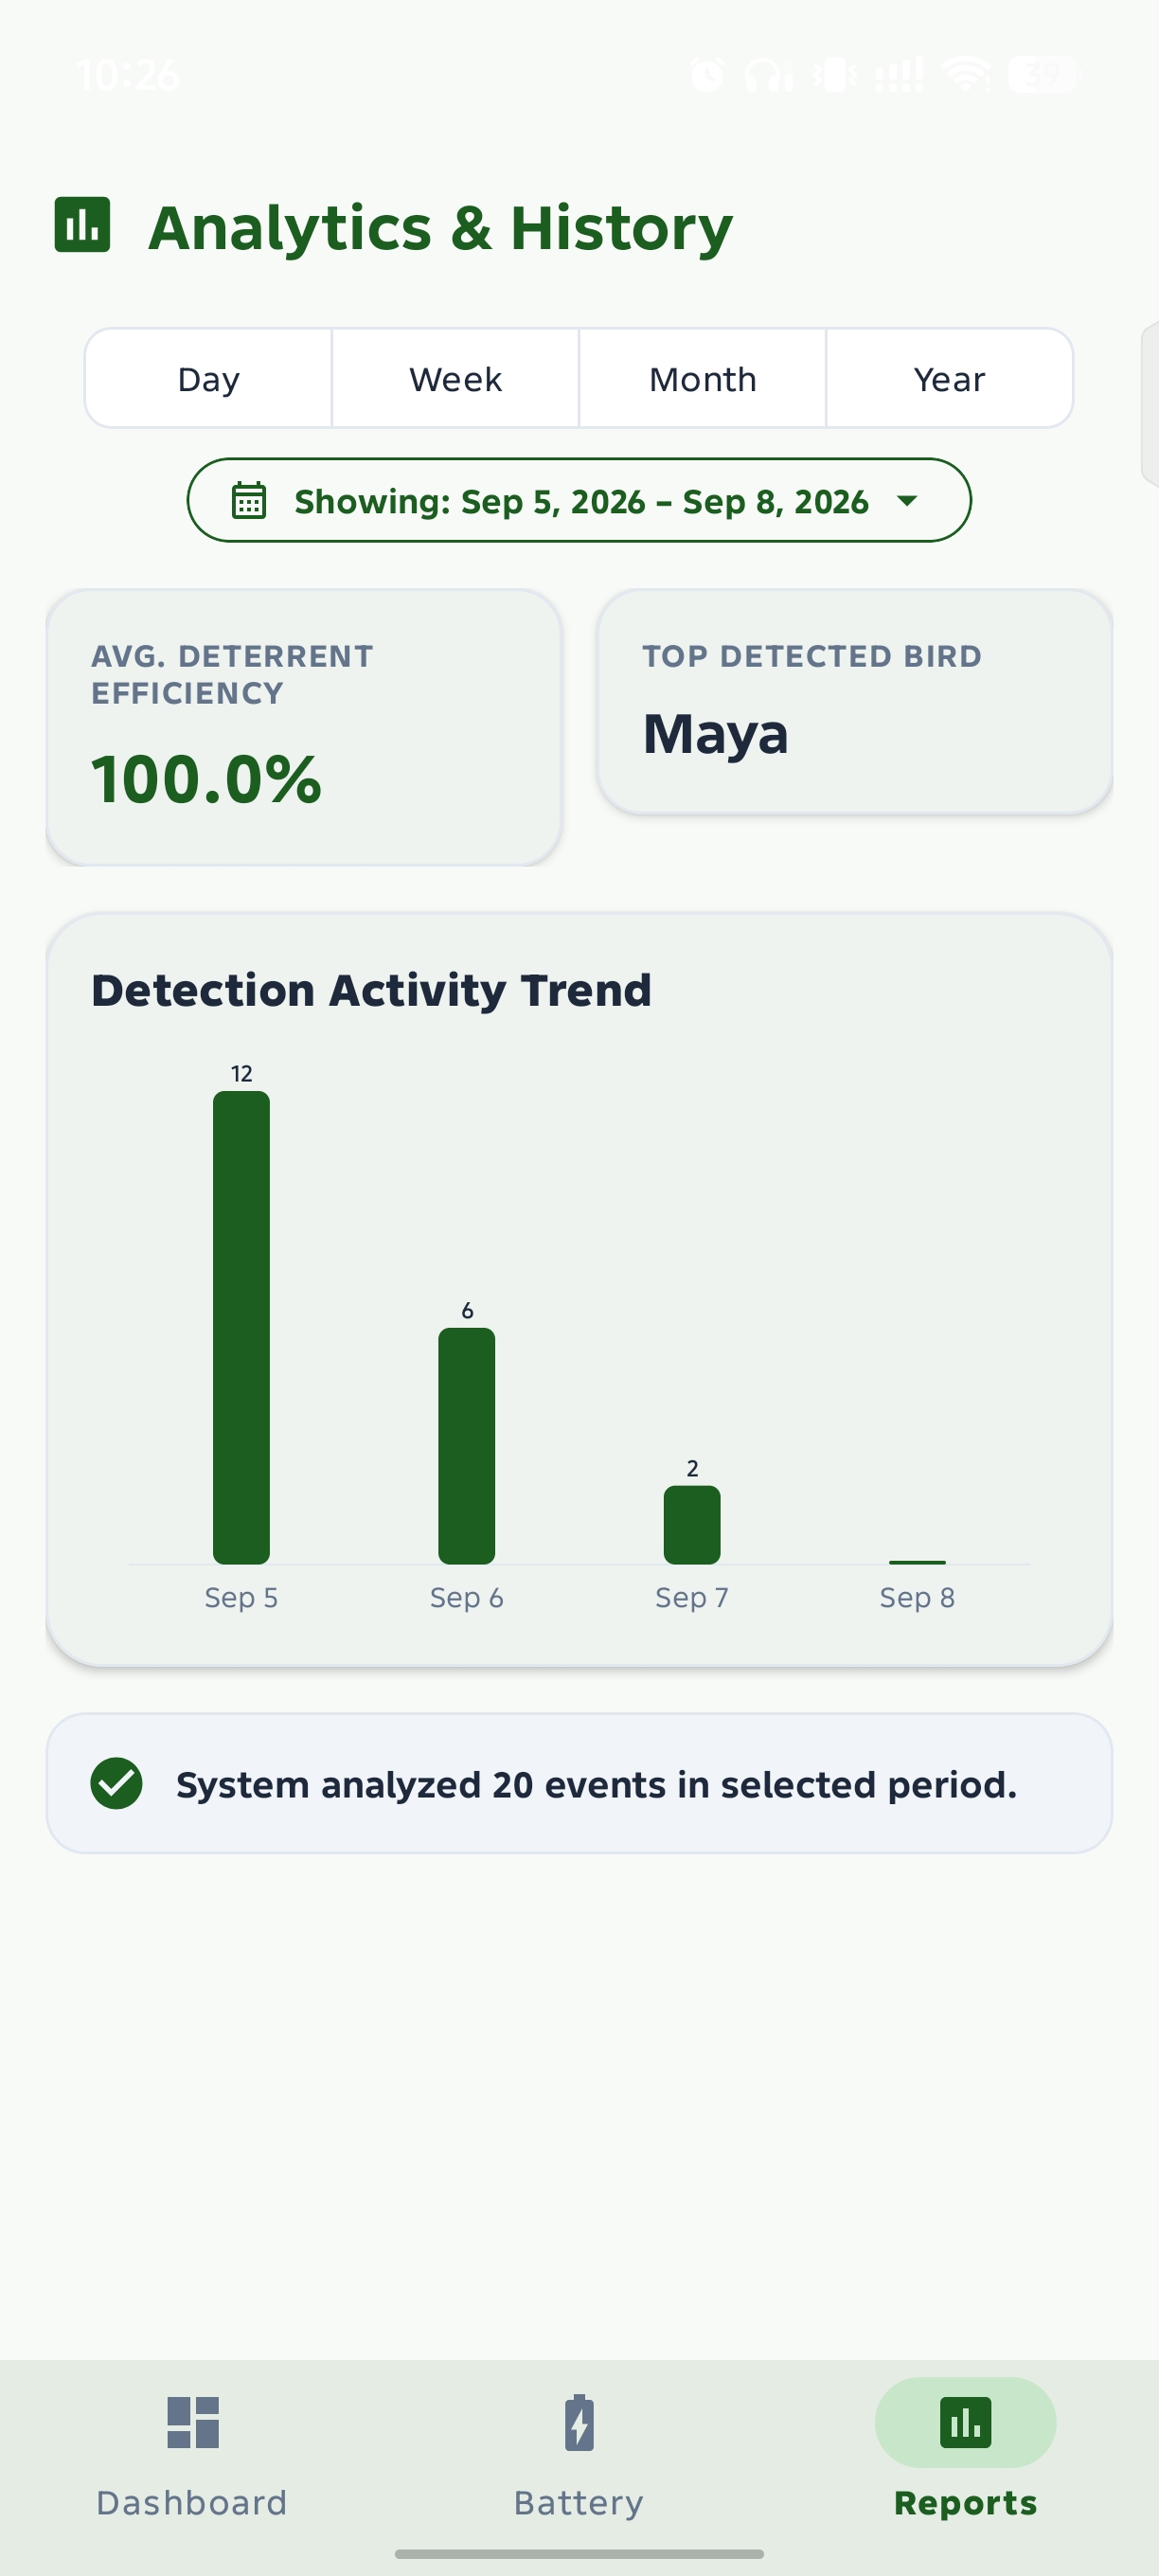 10:26
39
Analytics & History
Day Week Month Year
Showing: Sep 5, 2026 – Sep 8, 2026
AVG. DETERRENT
EFFICIENCY
100.0%
TOP DETECTED BIRD
Maya
Detection Activity Trend
12
6
2
Sep 5 Sep 6 Sep 7 Sep 8
System analyzed 20 events in selected period.
Dashboard Battery Reports